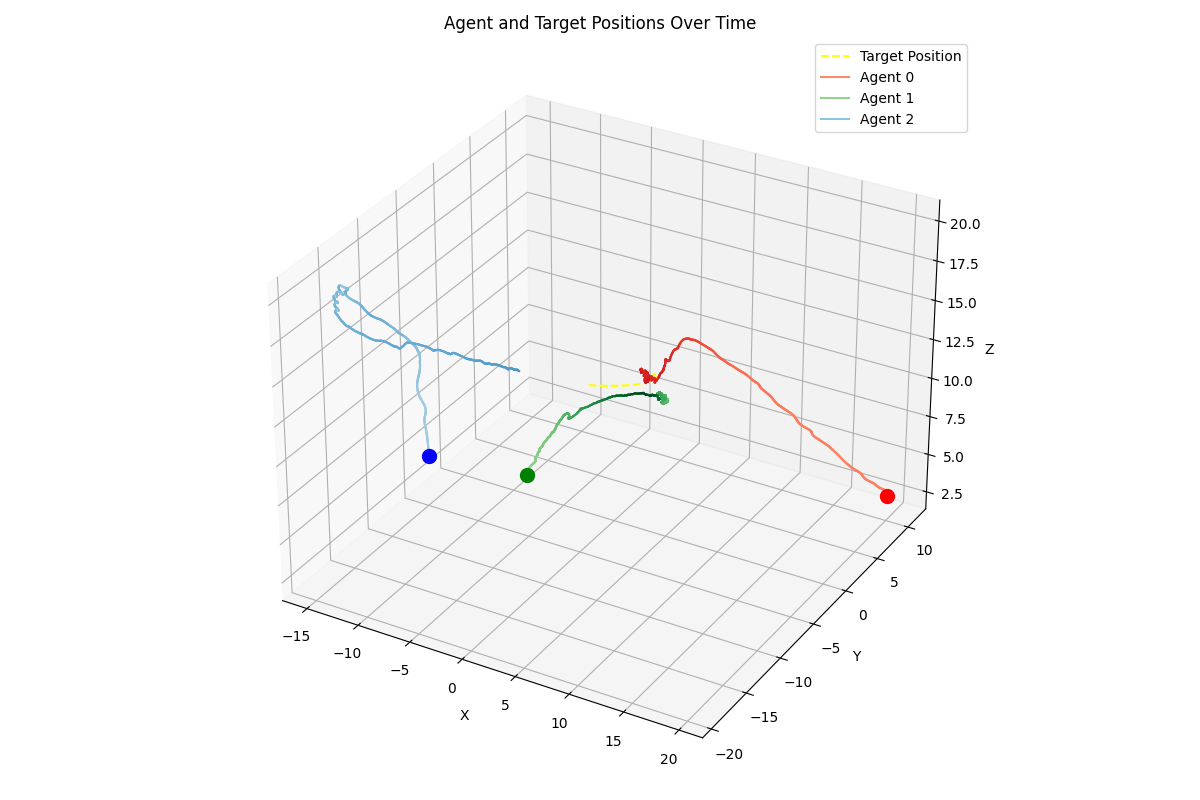 Agent and Target Positions Over Time
Target Position
Agent 0
Agent 1
Agent 2
20.0
17.5
15.0
12.5
10.0
7.5
5.0
2.5
Z
10
5
0
−5
−10
−15
−20
Y
−15
−10
−5
0
5
10
15
20
X